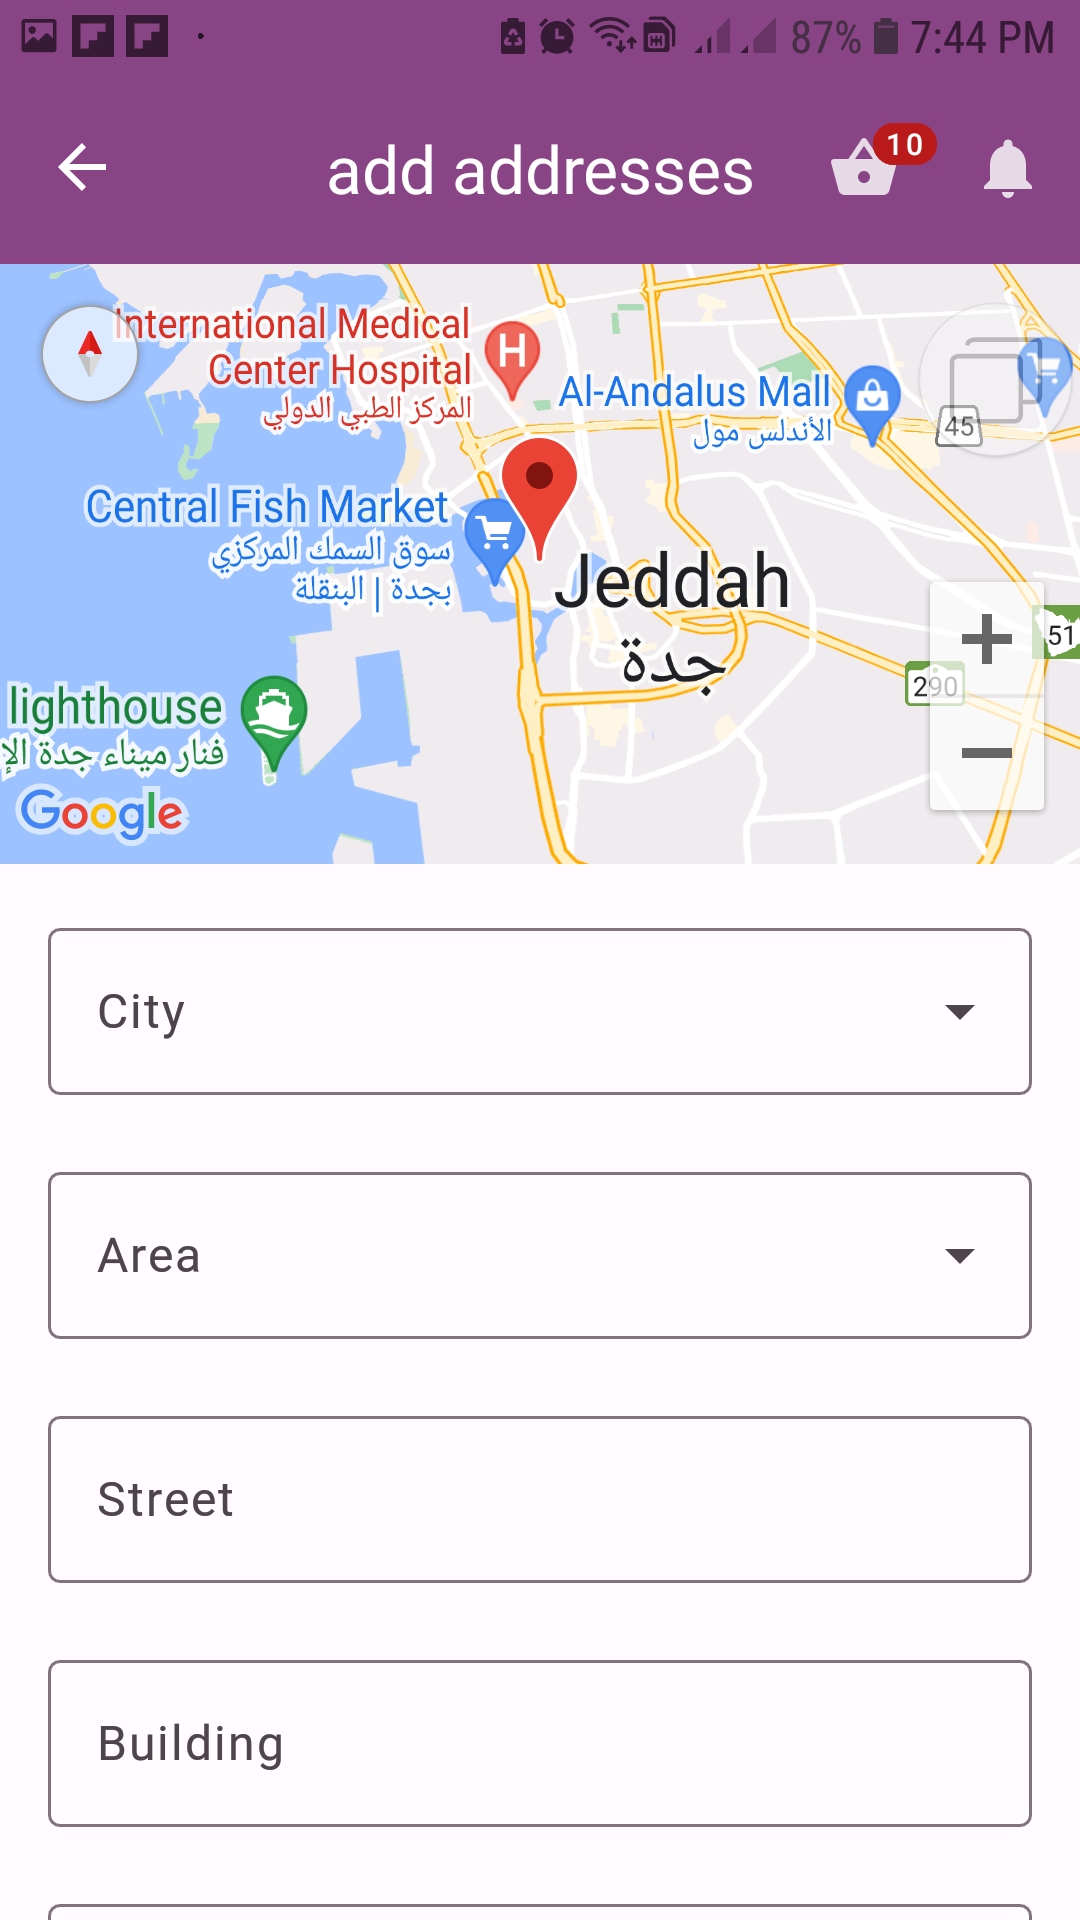 87% 7:44 PM
add addresses
10
International Medical
Center Hospital
المركز الطبي الدولي
H
Al-Andalus Mall
الأندلس مول
45
Central Fish Market
سوق السمك المركزي
بجدة | البنقلة
Jeddah
جدة
51
290
lighthouse
فنار ميناء جدة الإ
Google
City
Area
Street
Building